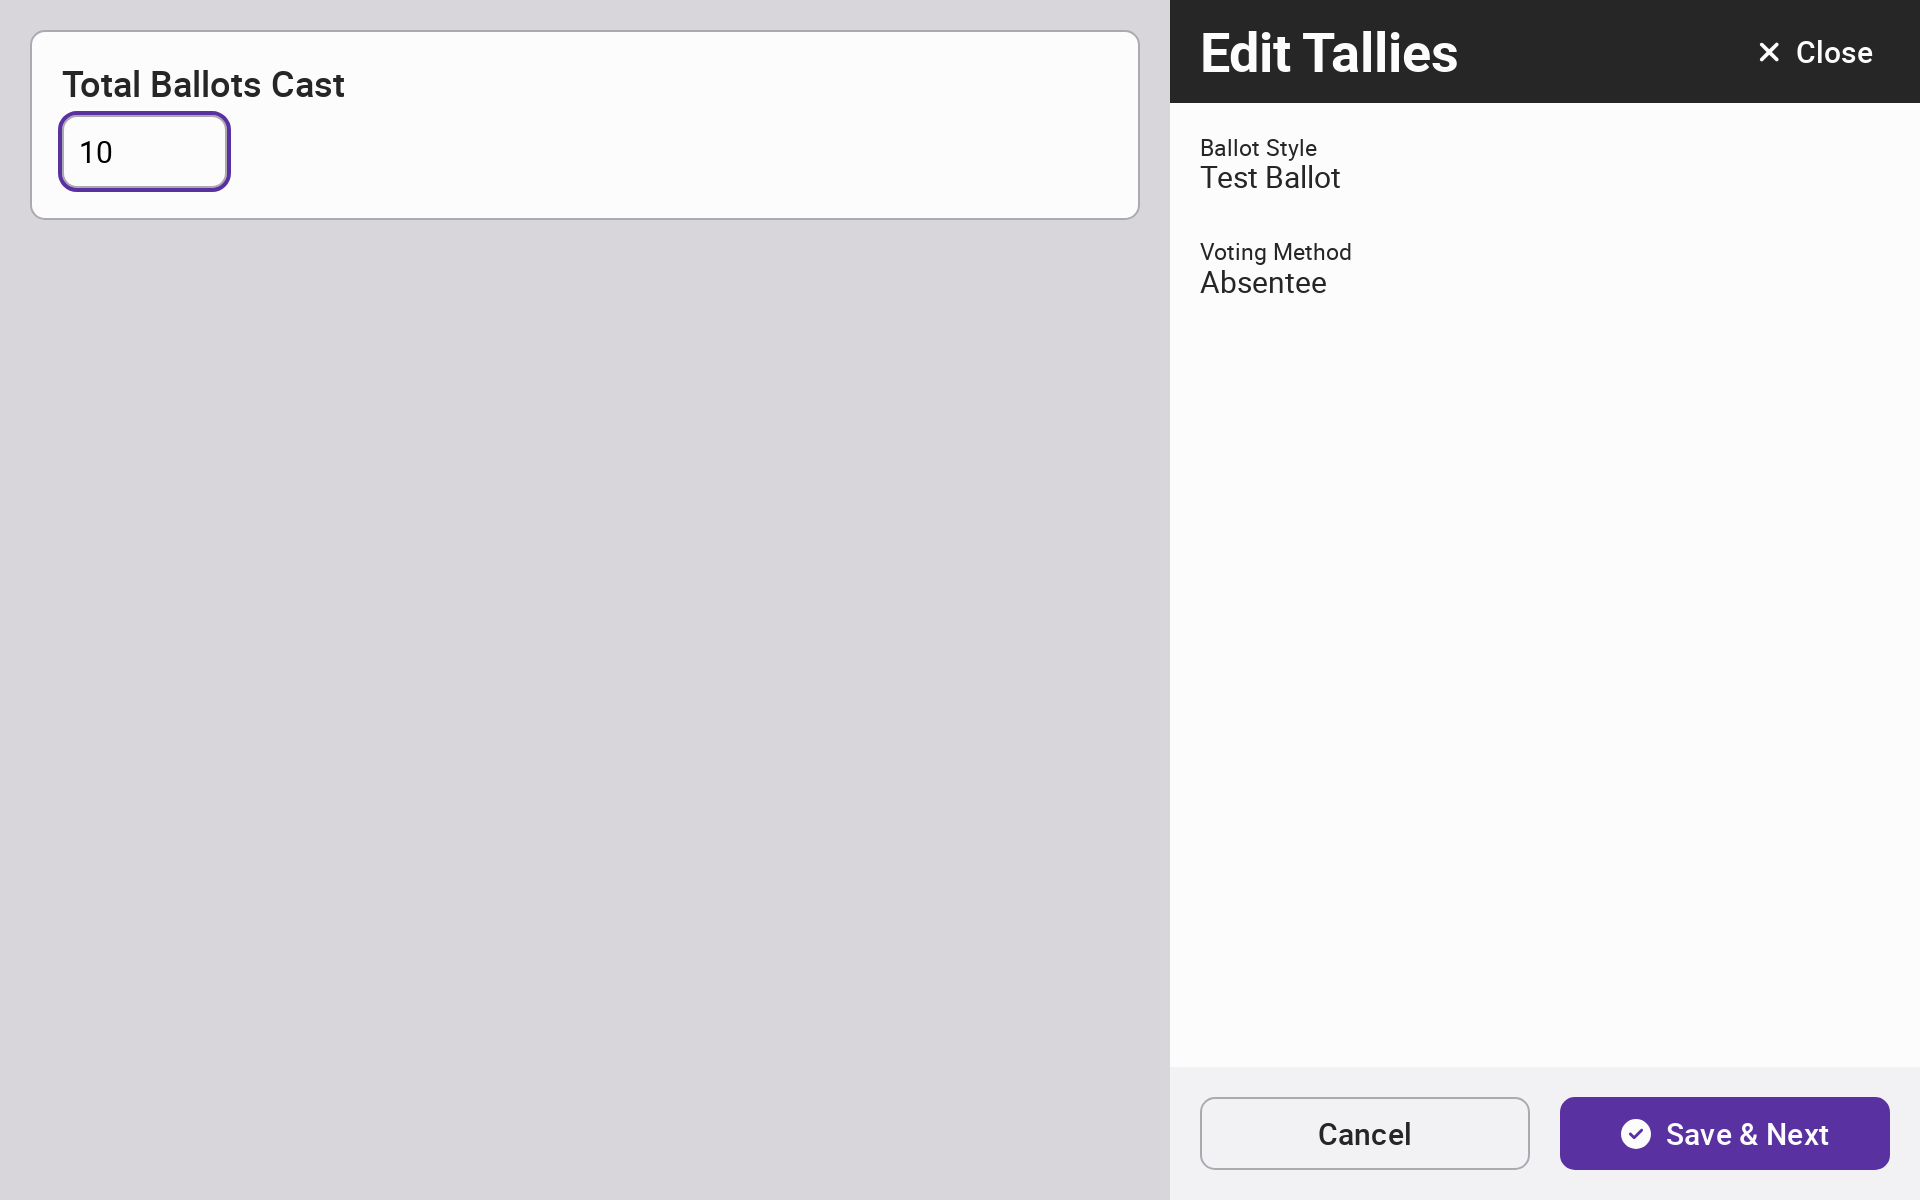 Total Ballots Cast
10
Edit Tallies
Close
Ballot Style
Test Ballot
Voting Method
Absentee
Cancel
Save & Next